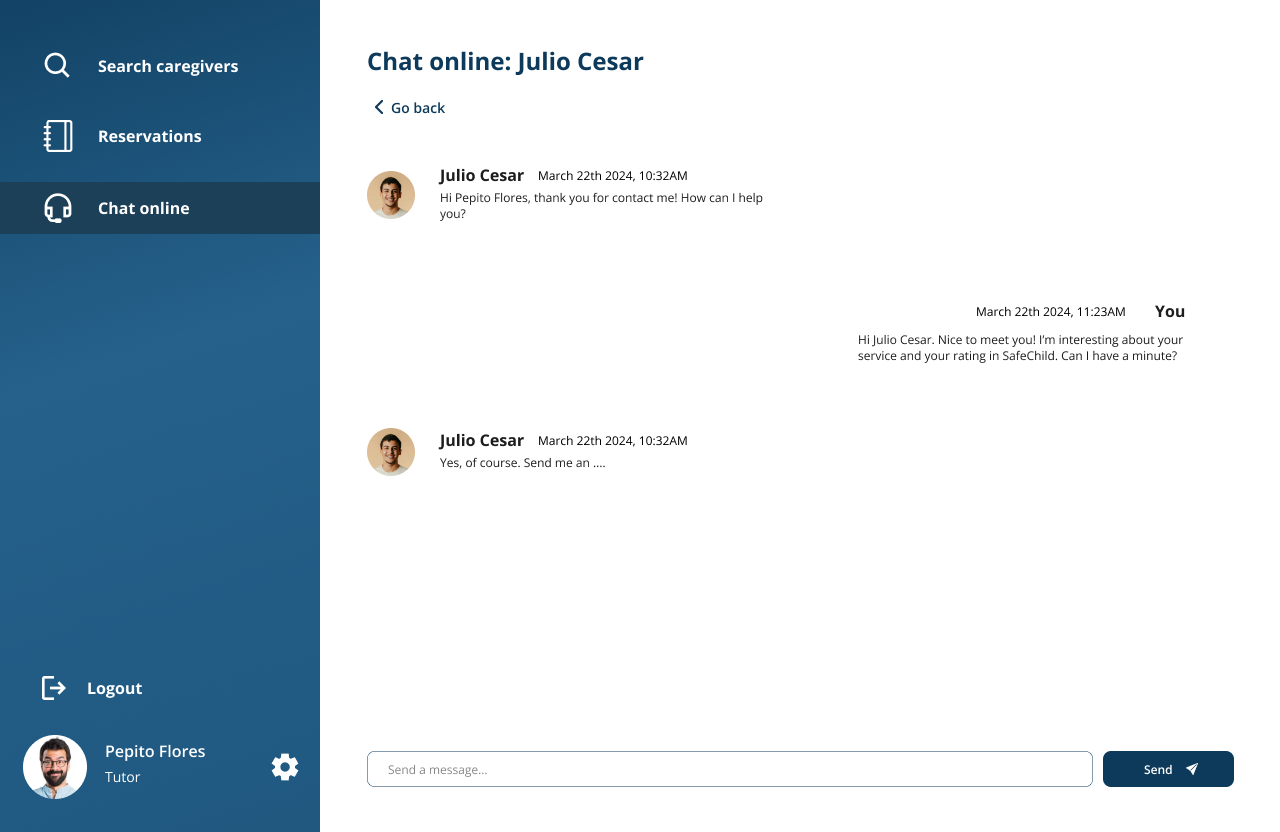 Search caregivers
Reservations
Chat online
Logout
Pepito Flores
Tutor
Chat online: Julio Cesar
Go back
Julio Cesar March 22th 2024, 10:32AM
Hi Pepito Flores, thank you for contact me! How can I help
you?
March 22th 2024, 11:23AM You
Hi Julio Cesar. Nice to meet you! I'm interesting about your
service and your rating in SafeChild. Can I have a minute?
Julio Cesar March 22th 2024, 10:32AM
Yes, of course. Send me an ....
Send a message...
Send